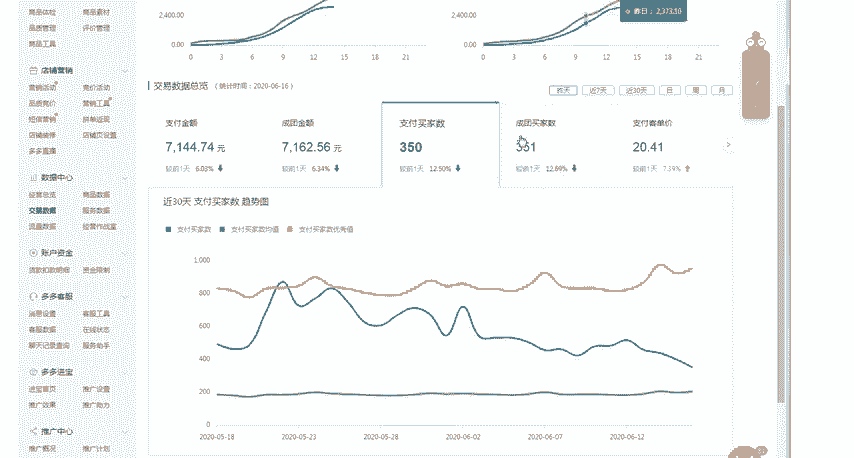 商品体检 商品素材
品质管理 评价管理
商品工具
店铺营销
营销活动 竞价活动
品质竞价 营销工具
短信营销 拼单返现
店铺装修 店铺页设置
多多直播
数据中心
经营总览 商品数据
交易数据 服务数据
流量数据 经营作战室
账户资金
货款扣款明细 资金限制
多多客服
消息设置 客服工具
客服数据 在线状态
聊天记录查询 服务助手
多多进宝
进宝首页 推广设置
推广效果 推广助力
推广中心
推广概况 推广计划
2,400.00
0.00
0 3 6 9 12 15 18 21
2,400.00
0.00
0 3 6 9 12 15 18 21
昨日: 2,373.10
交易数据总览 (统计时间: 2020-06-16)
昨天 近7天 近30天 日 周 月
支付金额 成团金额 支付买家数 成团买家数 支付客单价
7,144.74 元 7,162.56 元 350 351 20.41
较前1天 6.03% 较前1天 6.34% 较前1天 12.50% 较前1天 12.69% 较前1天 7.39%
近30天 支付买家数 趋势图
支付买家数 支付买家数均值 支付买家数优秀值
1,000
800
600
400
200
0
2020-05-18 2020-05-23 2020-05-28 2020-06-02 2020-06-07 2020-06-12